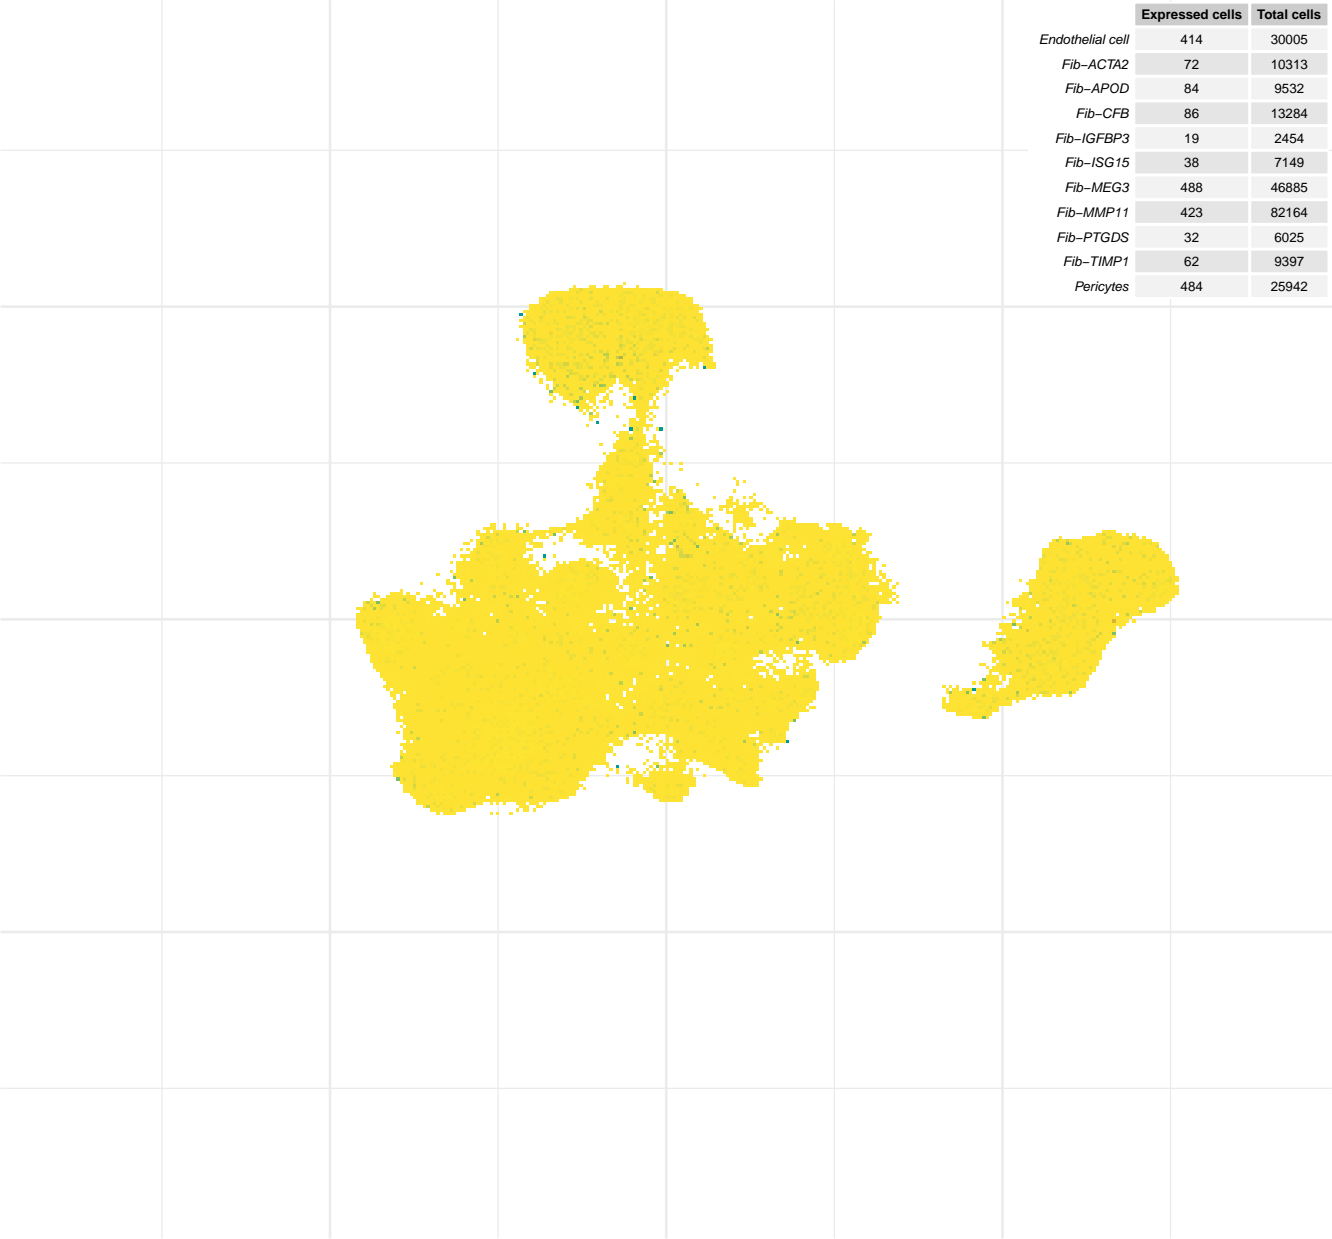 Expressed cells Total cells
Endothelial cell 414 30005
Fib−ACTA2 72 10313
Fib−APOD 84 9532
Fib−CFB 86 13284
Fib−IGFBP3 19 2454
Fib−ISG15 38 7149
Fib−MEG3 488 46885
Fib−MMP11 423 82164
Fib−PTGDS 32 6025
Fib−TIMP1 62 9397
Pericytes 484 25942